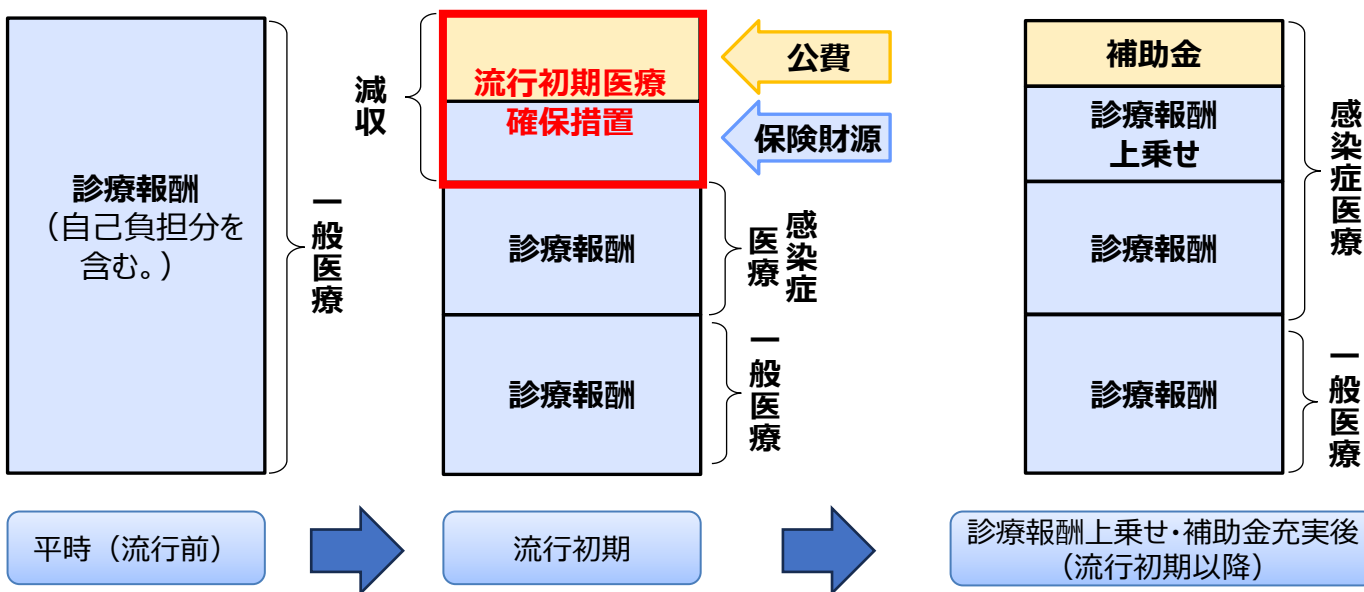 診療報酬
（自己負担分を
含む。）
一般医療
平時（流行前）
減収
流行初期医療
確保措置
公費
保険財源
診療報酬
感染症
医療
診療報酬
一般医療
流行初期
補助金
診療報酬
上乗せ
診療報酬
感染症医療
診療報酬
一般医療
診療報酬上乗せ・補助金充実後
（流行初期以降）